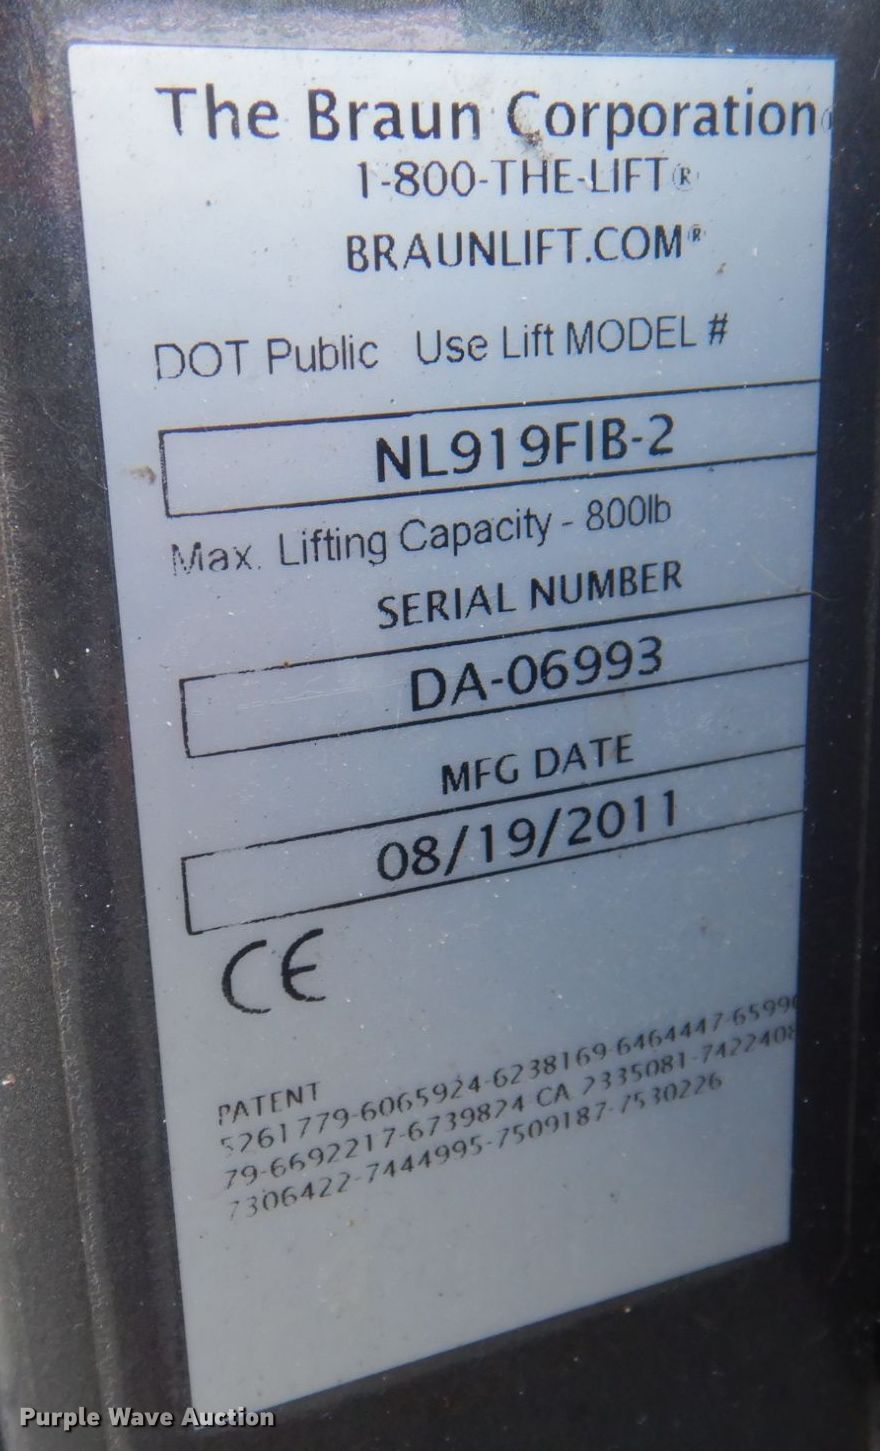 The Braun Corporation
1-800-THE-LIFT®
BRAUNLIFT.COM®
DOT Public Use Lift MODEL #
NL919FIB-2
Max. Lifting Capacity - 800lb
SERIAL NUMBER
DA-06993
MFG DATE
08/19/2011
CE
PATENT
5261779-6065924-6238169-6464447-6599
79-6692217-6739824 CA 2335081-7422408
7306422-7444995-7509187-7530226
Purple Wave Auction